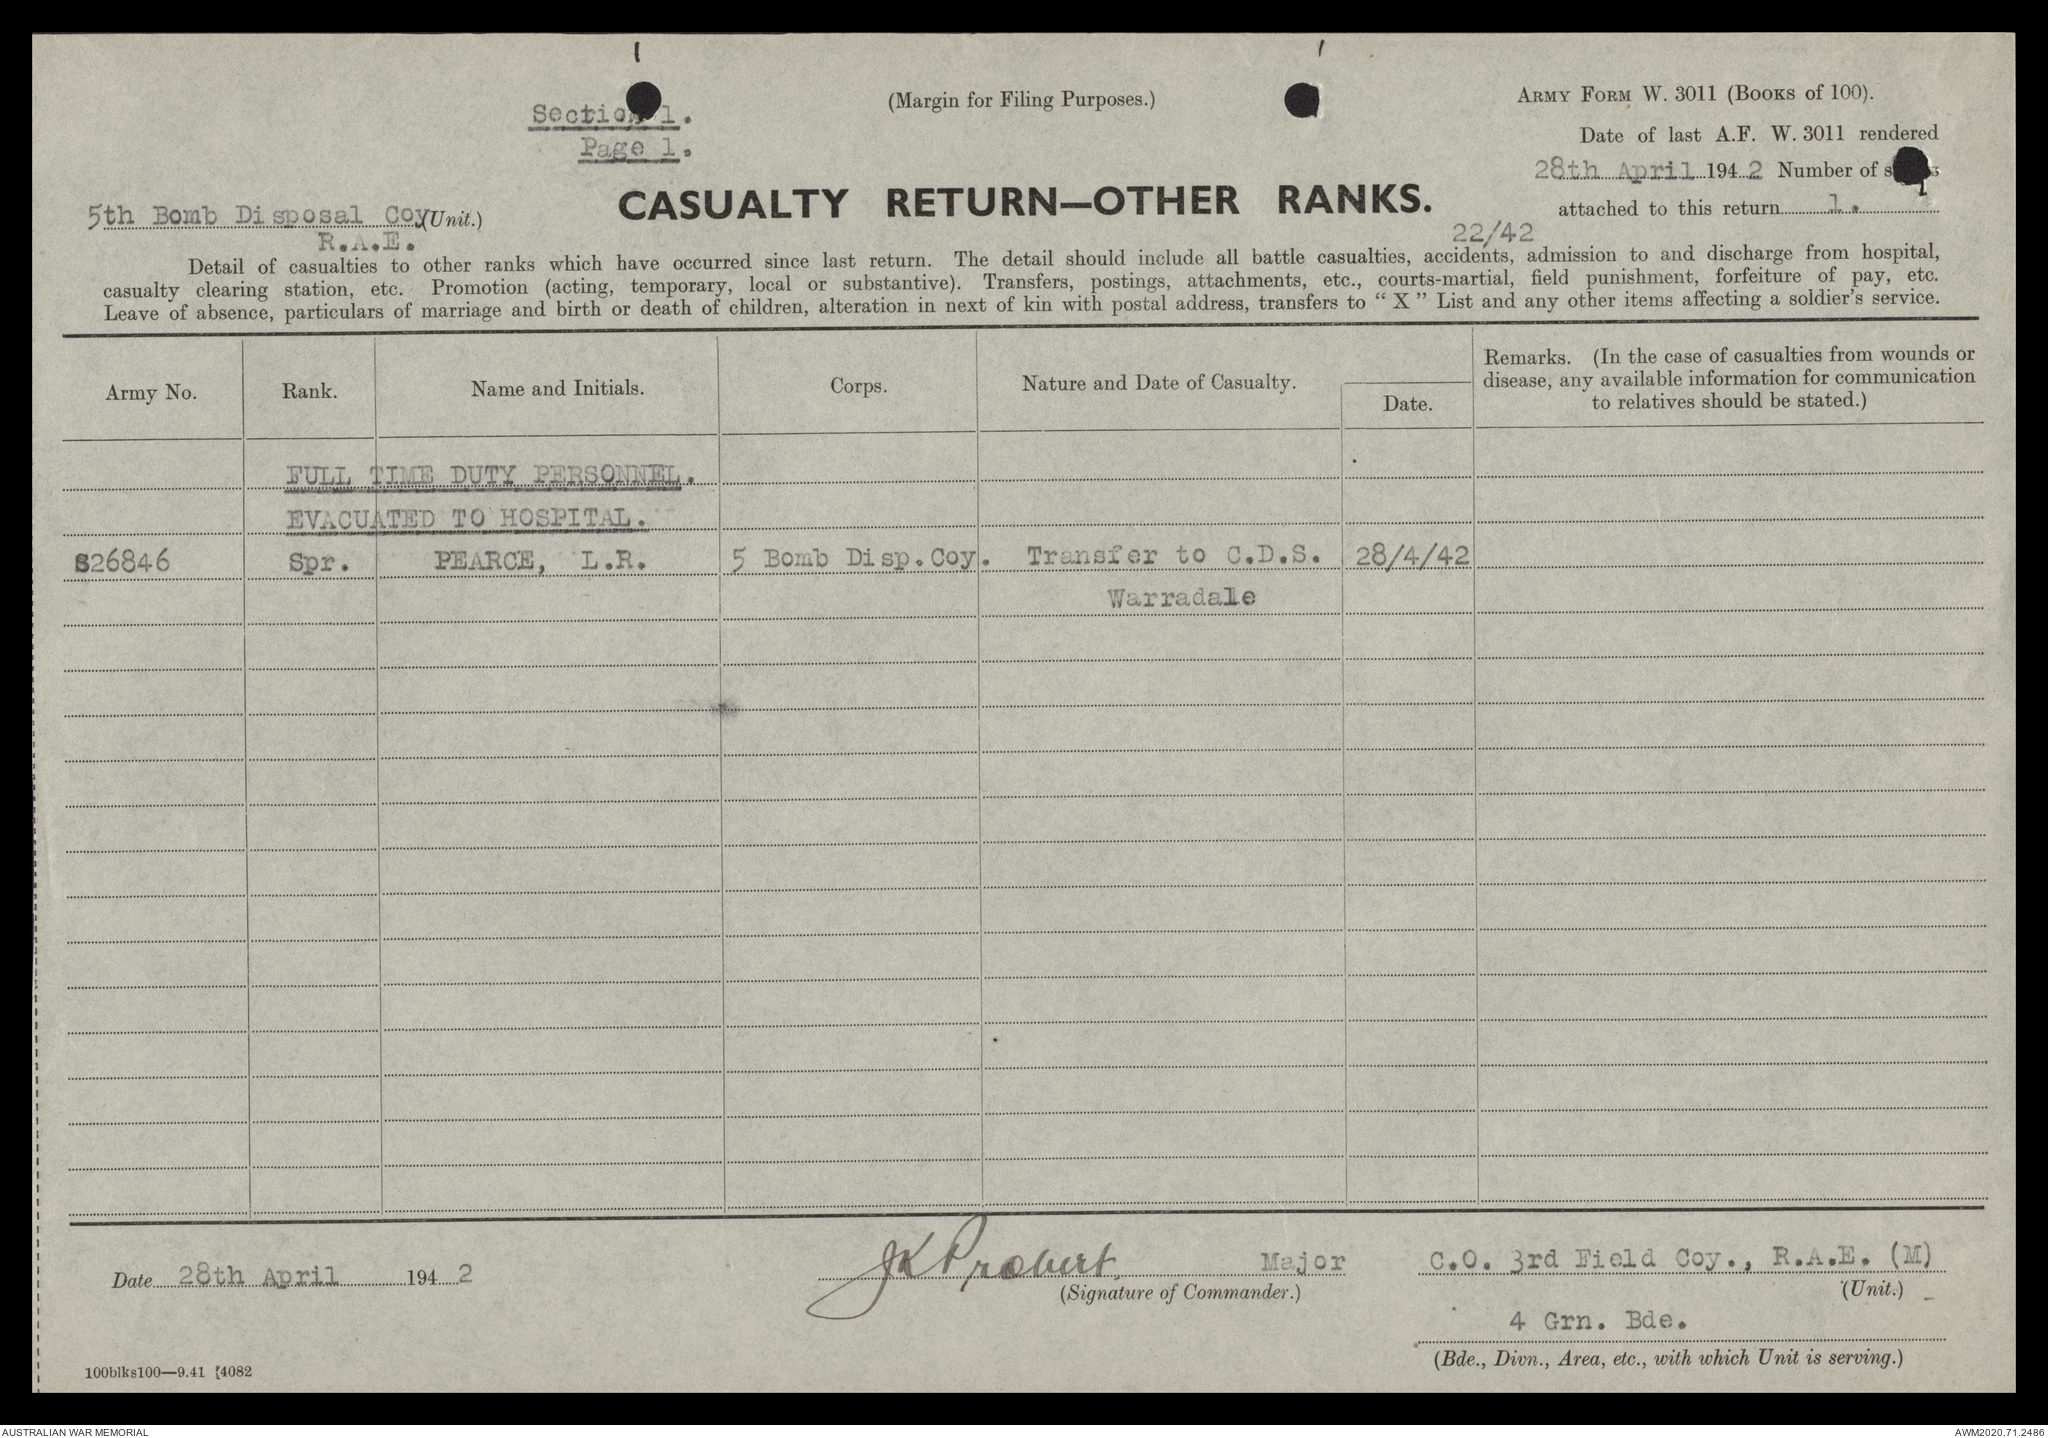 Section 1.
Page 1.
(Margin for Filing Purposes.)
ARMY FORM W. 3011 (BOOKS of 100).
Date of last A.F. W. 3011 rendered
28th April 194 2 Number of
attached to this return 1.
5th Bomb Disposal Coy (Unit.)
R.A.E.
CASUALTY RETURN—OTHER RANKS.
22/42
Detail of casualties to other ranks which have occurred since last return. The detail should include all battle casualties, accidents, admission to and discharge from hospital,
casualty clearing station, etc. Promotion (acting, temporary, local or substantive). Transfers, postings, attachments, etc., courts-martial, field punishment, forfeiture of pay, etc.
Leave of absence, particulars of marriage and birth or death of children, alteration in next of kin with postal address, transfers to “ X ” List and any other items affecting a soldier's service.
Army No. Rank. Name and Initials. Corps. Nature and Date of Casualty. Date.
Remarks. (In the case of casualties from wounds or
disease, any available information for communication
to relatives should be stated.)
FULL TIME DUTY PERSONNEL.
EVACUATED TO HOSPITAL.
S26846 Spr. PEARCE, L.R. 5 Bomb Disp.Coy. Transfer to C.D.S. 28/4/42
Warradale
Date 28th April 194 2
JK Probert. Major
(Signature of Commander.)
C.O. 3rd Field Coy., R.A.E. (M)
(Unit.)
4 Grn. Bde.
(Bde., Divn., Area, etc., with which Unit is serving.)
100blks100—9.41 [4082
AUSTRALIAN WAR MEMORIAL
AWM2020.71.2486